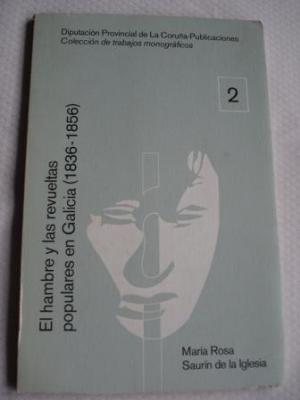 Diputación Provincial de La Coruña-Publicaciones
Colección de trabajos monográficos
2
El hambre y las revueltas
populares en Galicia (1836-1856)
María Rosa
Saurín de la Iglesia